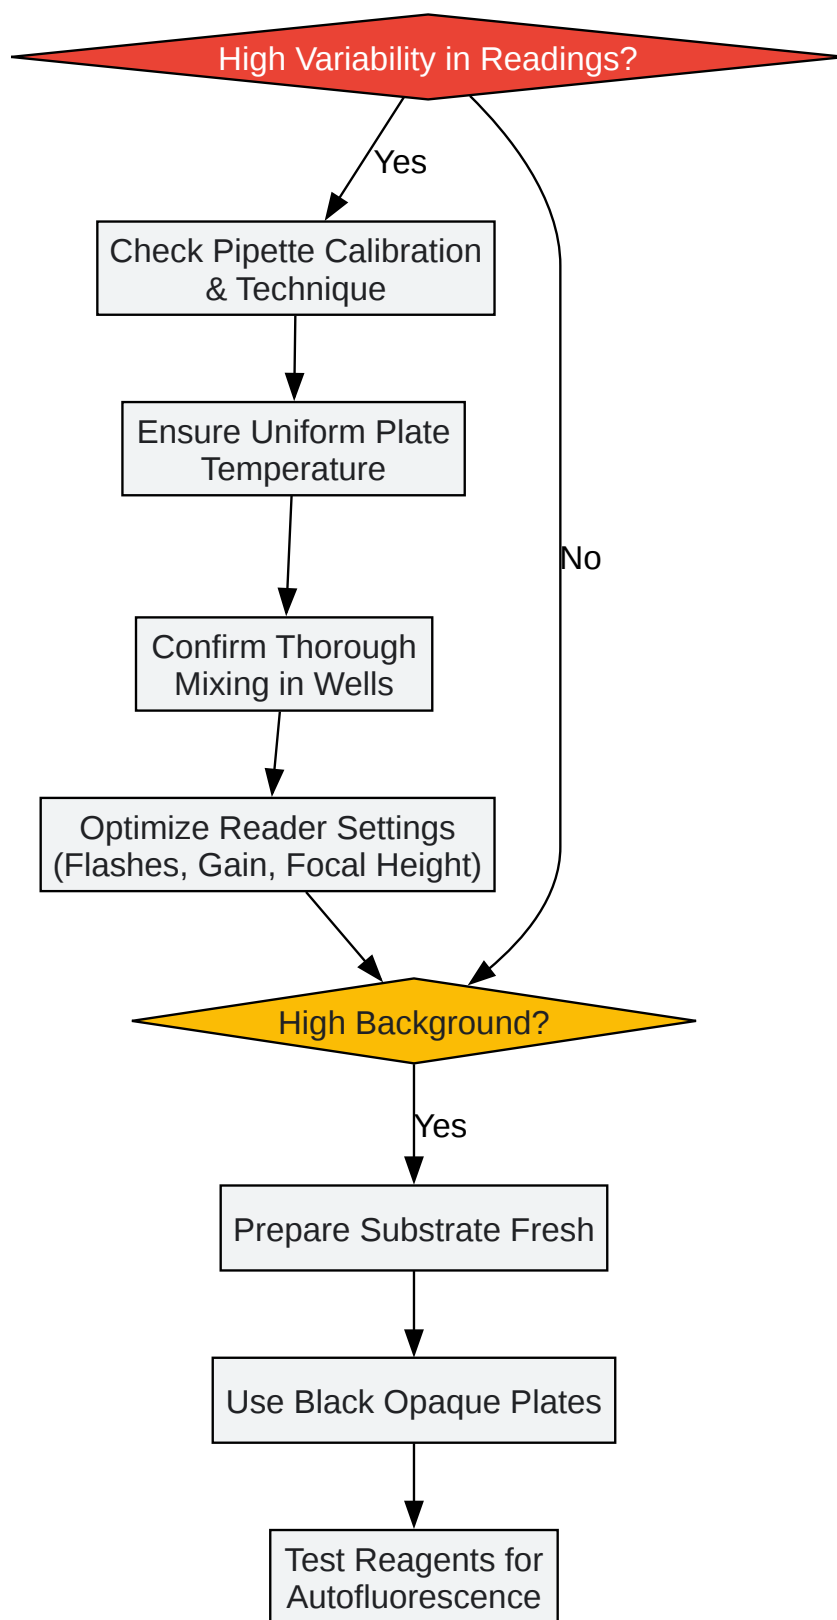 High Variability in Readings?
Yes
Check Pipette Calibration
& Technique
Ensure Uniform Plate
Temperature
No
Confirm Thorough
Mixing in Wells
Optimize Reader Settings
(Flashes, Gain, Focal Height)
High Background?
Yes
Prepare Substrate Fresh
Use Black Opaque Plates
Test Reagents for
Autofluorescence